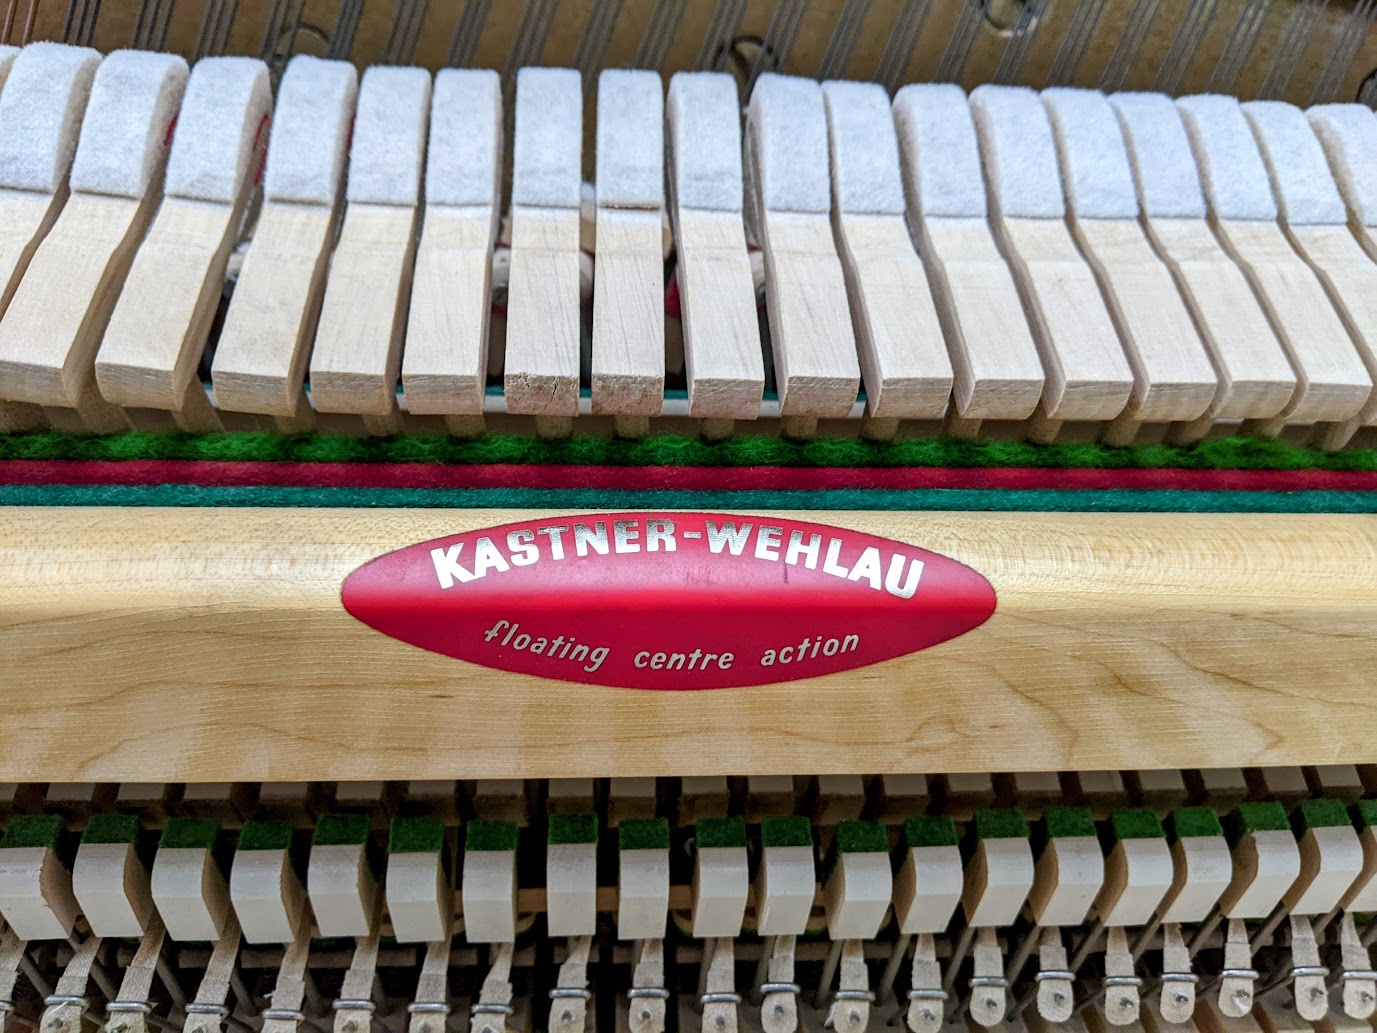 KASTNER-WEHLAU
floating centre action